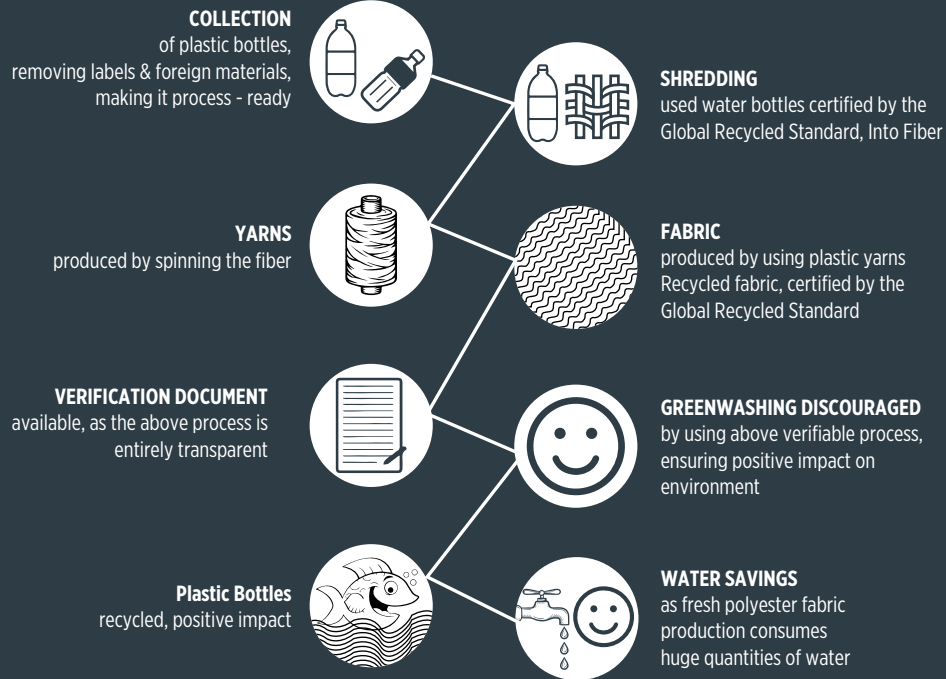 COLLECTION
of plastic bottles,
removing labels & foreign materials,
making it process - ready
SHREDDING
used water bottles certified by the
Global Recycled Standard, Into Fiber
YARNS
produced by spinning the fiber
FABRIC
produced by using plastic yarns
Recycled fabric, certified by the
Global Recycled Standard
VERIFICATION DOCUMENT
available, as the above process is
entirely transparent
GREENWASHING DISCOURAGED
by using above verifiable process,
ensuring positive impact on
environment
Plastic Bottles
recycled, positive impact
WATER SAVINGS
as fresh polyester fabric
production consumes
huge quantities of water